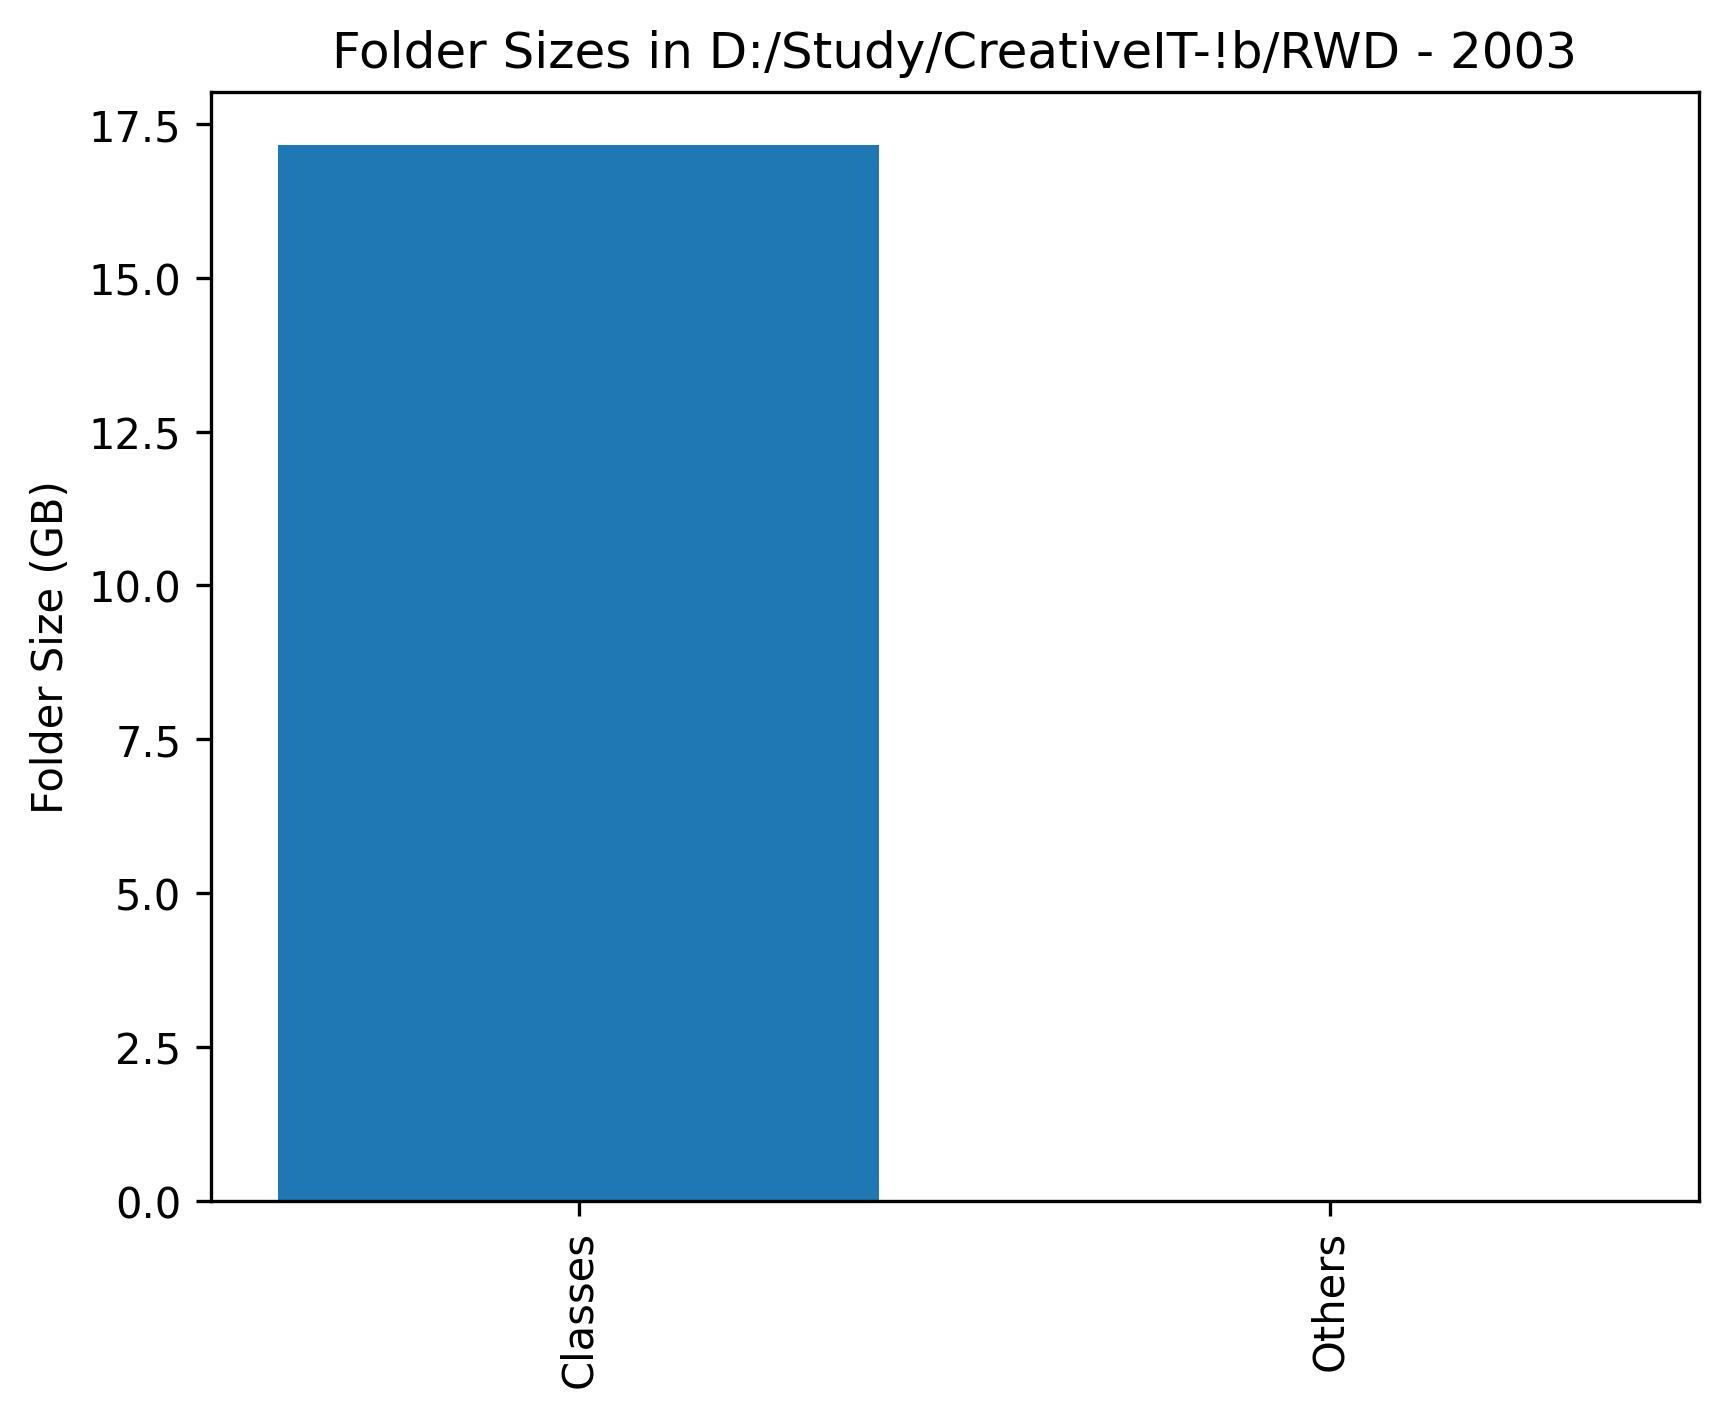 Folder Sizes in D:/Study/CreativeIT-!b/RWD - 2003
17.5
15.0
12.5
10.0
7.5
5.0
2.5
0.0
Folder Size (GB)
Classes
Others